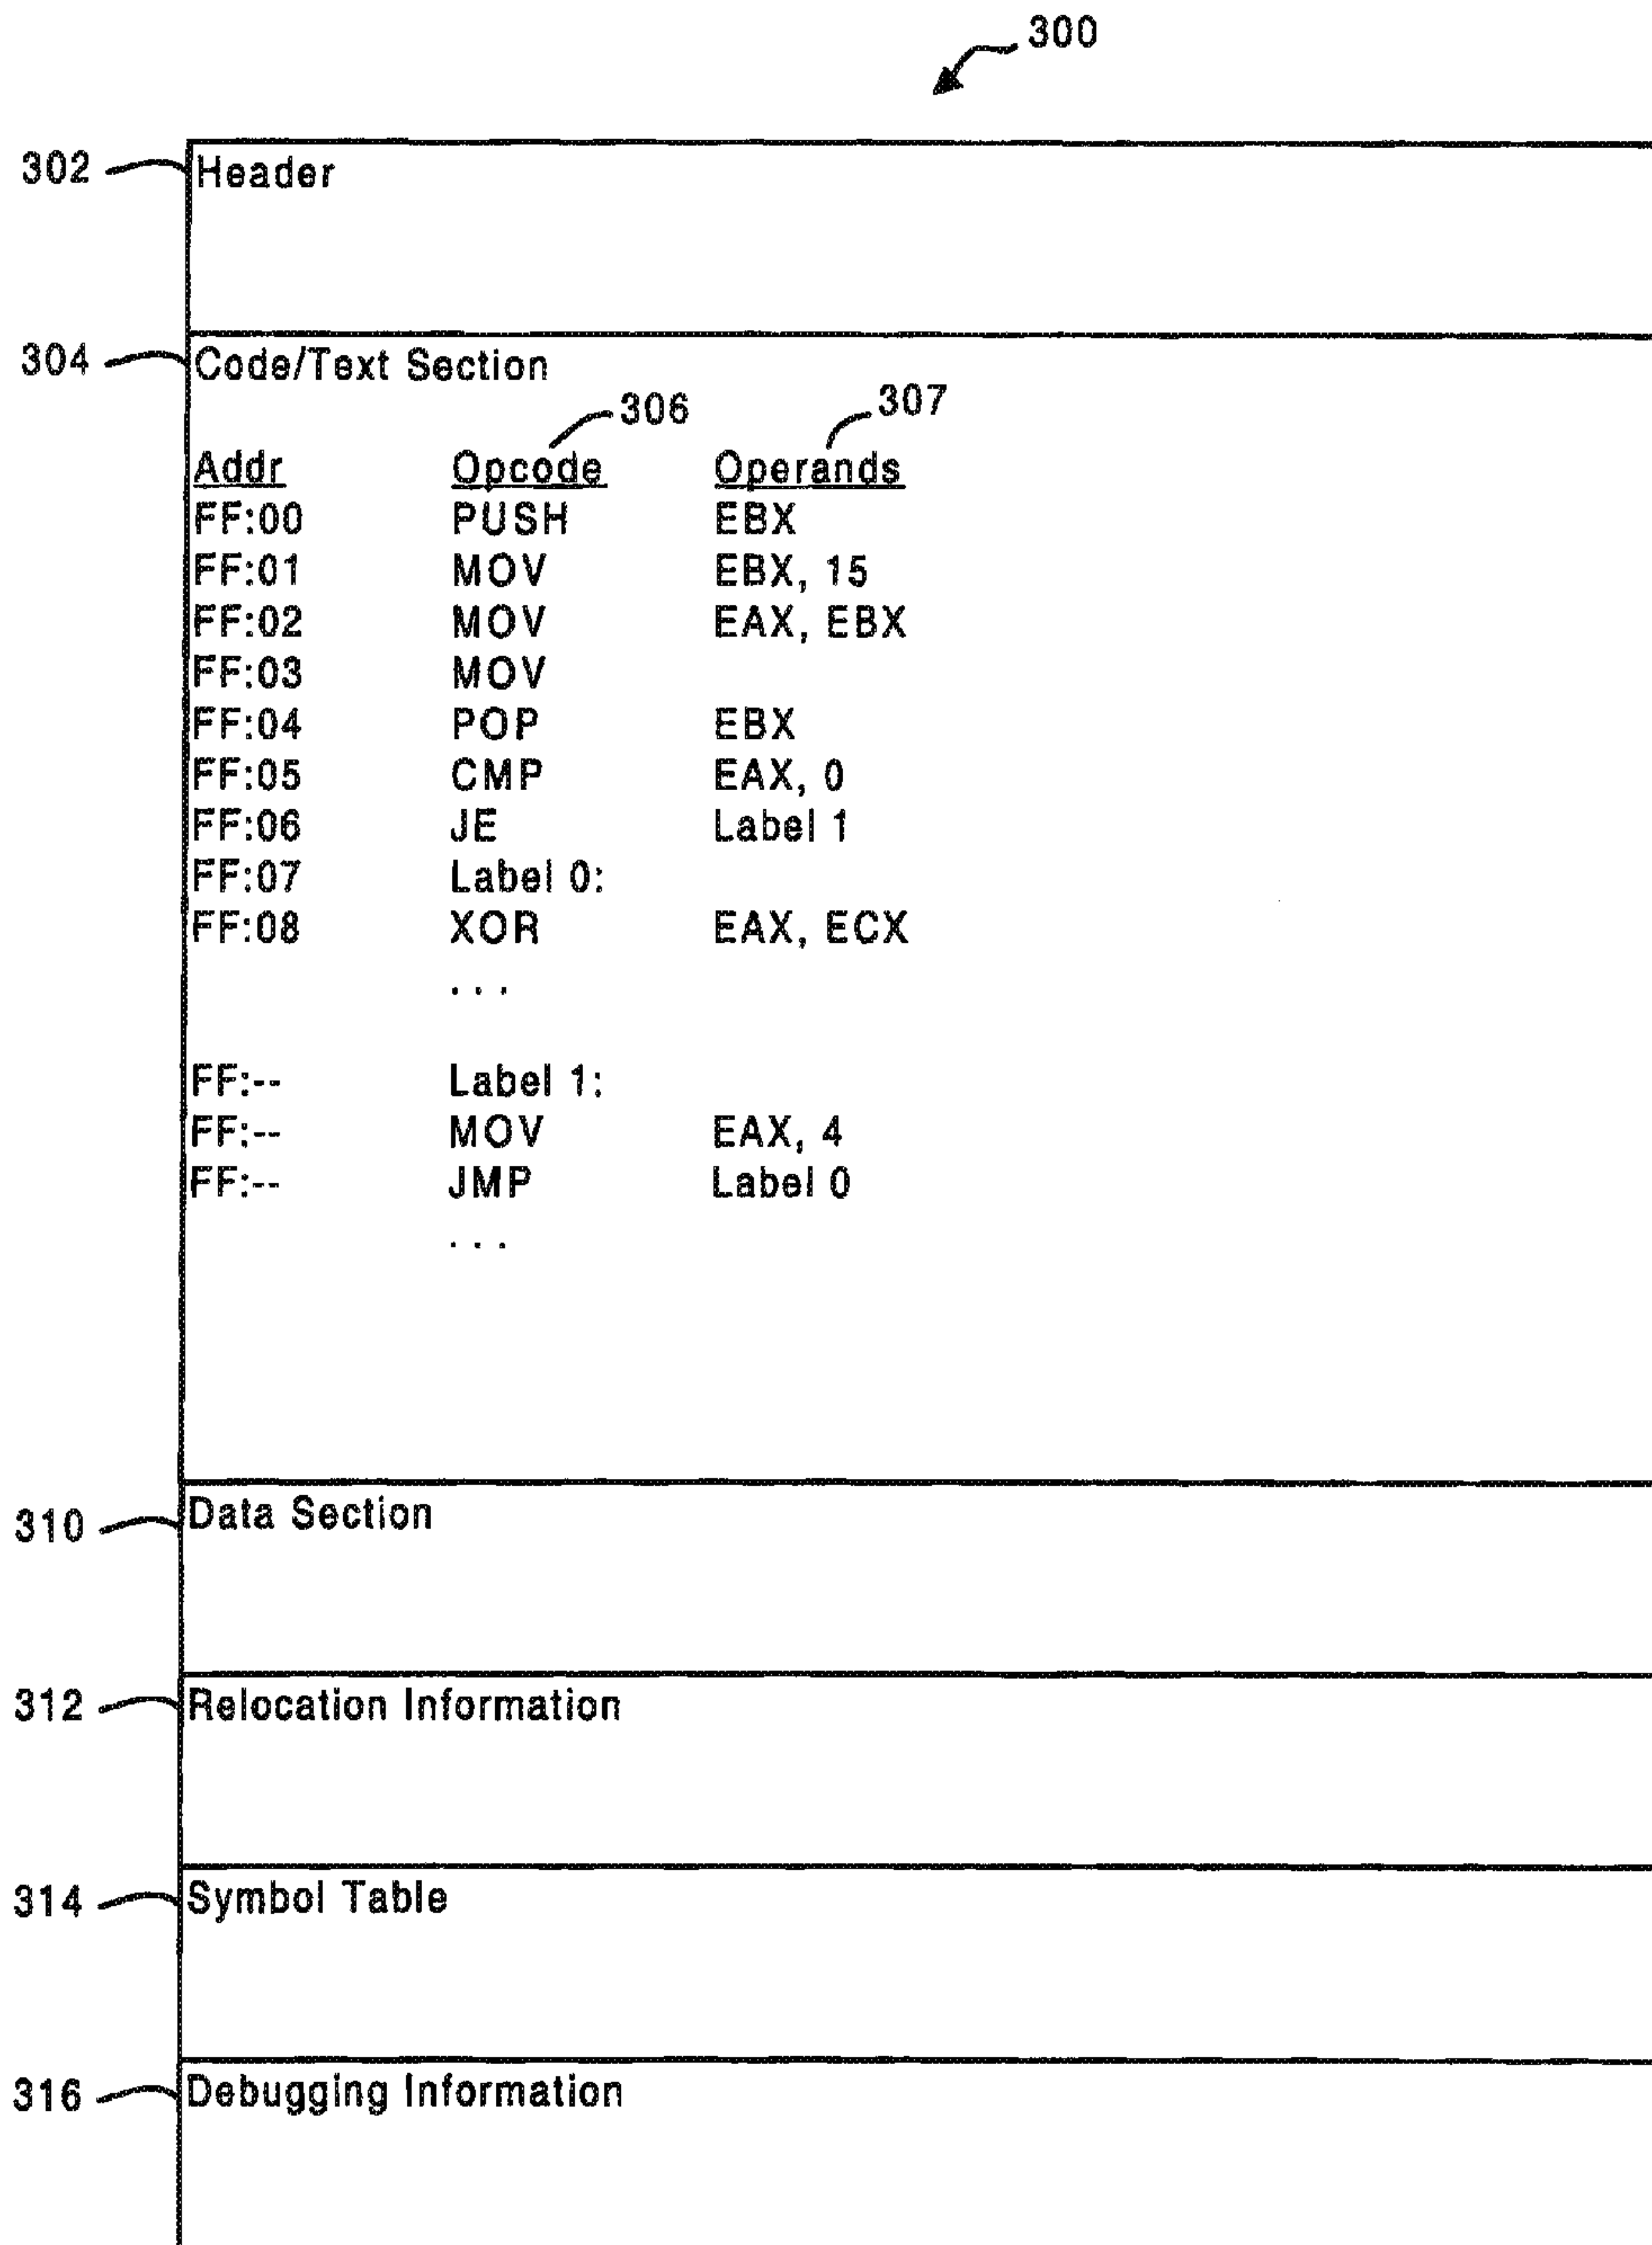 300
302 Header
304 Code/Text Section
306 307
Addr Opcode Operands
FF:00 PUSH EBX
FF:01 MOV EBX, 15
FF:02 MOV EAX, EBX
FF:03 MOV
FF:04 POP EBX
FF:05 CMP EAX, 0
FF:06 JE Label 1
FF:07 Label 0:
FF:08 XOR EAX, ECX
. . .
FF:-- Label 1:
FF:-- MOV EAX, 4
FF:-- JMP Label 0
. . .
310 Data Section
312 Relocation Information
314 Symbol Table
316 Debugging Information